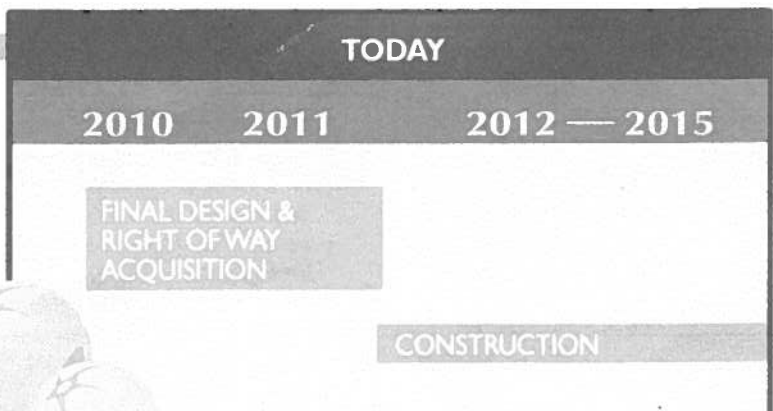 TODAY
2010 2011 2012 — 2015
FINAL DESIGN &
RIGHT OF WAY
ACQUISITION
CONSTRUCTION